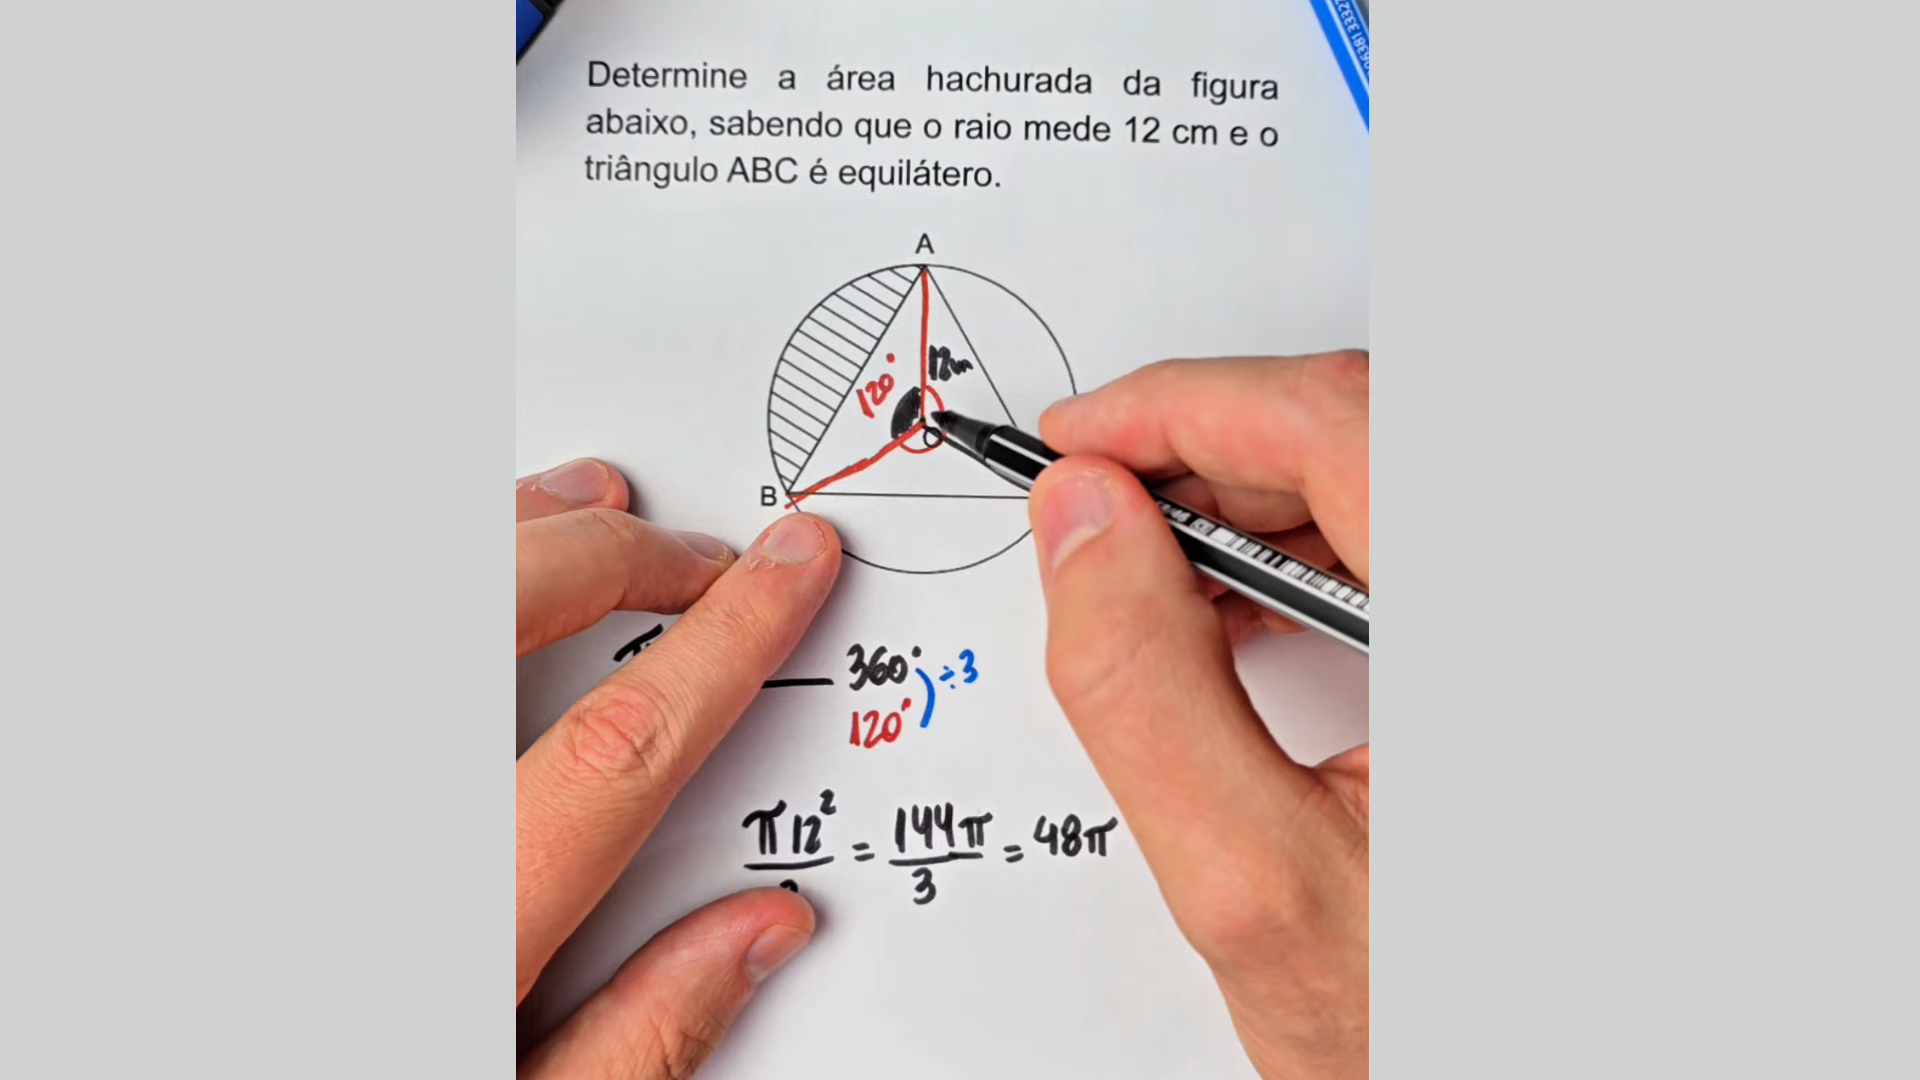 Determine a área hachurada da figura
abaixo, sabendo que o raio mede 12 cm e o
triângulo ABC é equilátero.
A
12cm
120°
O
B
π
360° ÷3
120°
π12² = 144π = 48π
3